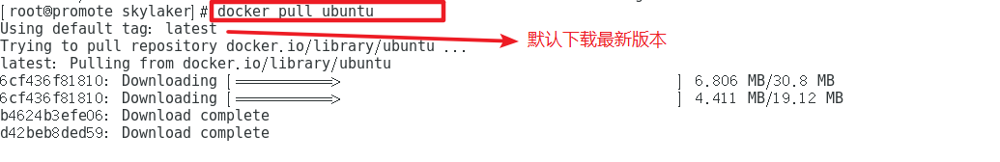 [root@promote skylaker]# docker pull ubuntu
Using default tag: latest
默认下载最新版本
Trying to pull repository docker.io/library/ubuntu ...
latest: Pulling from docker.io/library/ubuntu
6cf436f81810: Downloading [==========> ] 6.806 MB/30.8 MB
6cf436f81810: Downloading [==========> ] 4.411 MB/19.12 MB
b4624b3efe06: Download complete
d42beb8ded59: Download complete